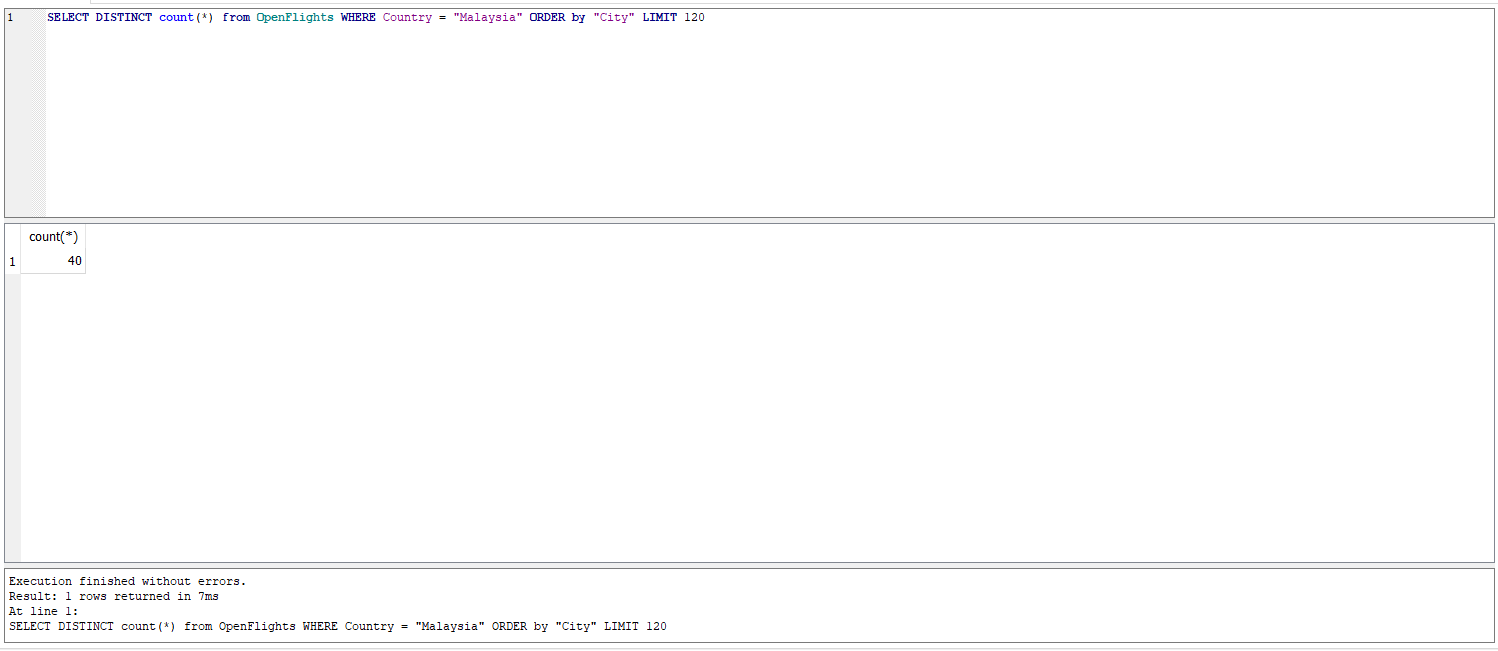 1 SELECT DISTINCT count(*) from OpenFlights WHERE Country = "Malaysia" ORDER by "City" LIMIT 120
count(*)
1 40
Execution finished without errors.
Result: 1 rows returned in 7ms
At line 1:
SELECT DISTINCT count(*) from OpenFlights WHERE Country = "Malaysia" ORDER by "City" LIMIT 120